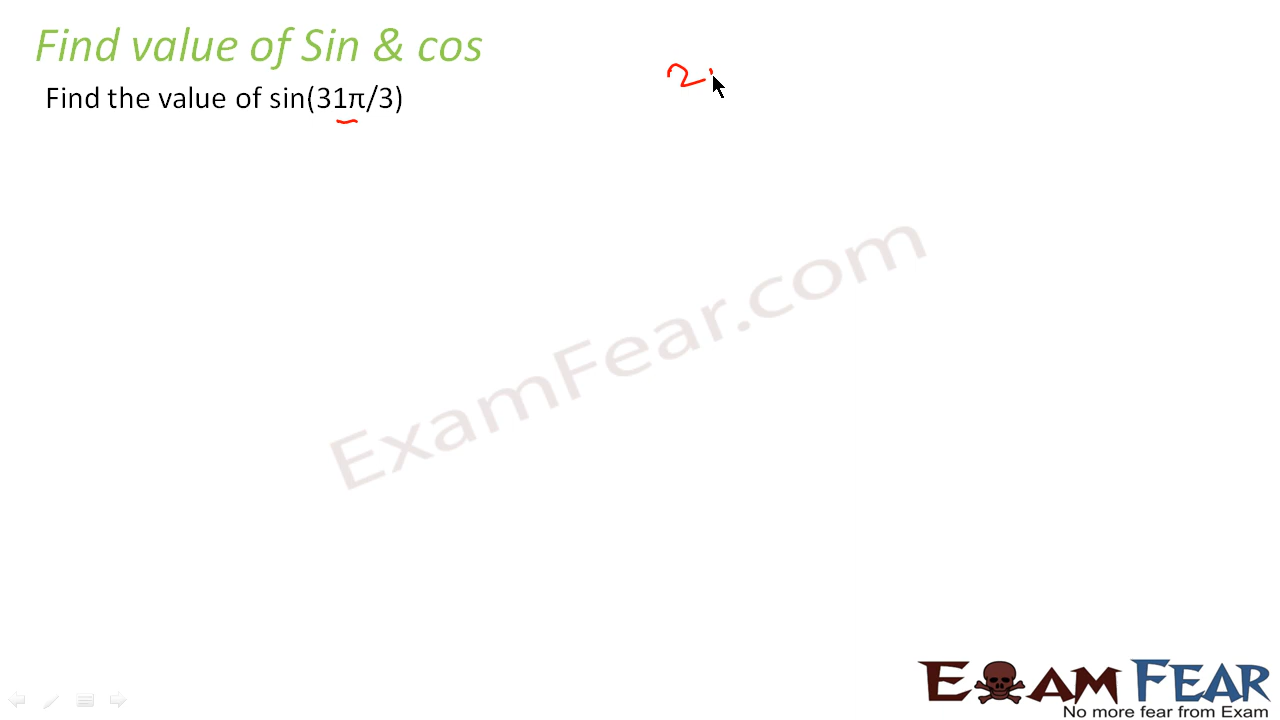 Find value of Sin & cos
Find the value of sin(31π/3)
2
ExamFear.com
EXAM FEAR
No more fear from Exam